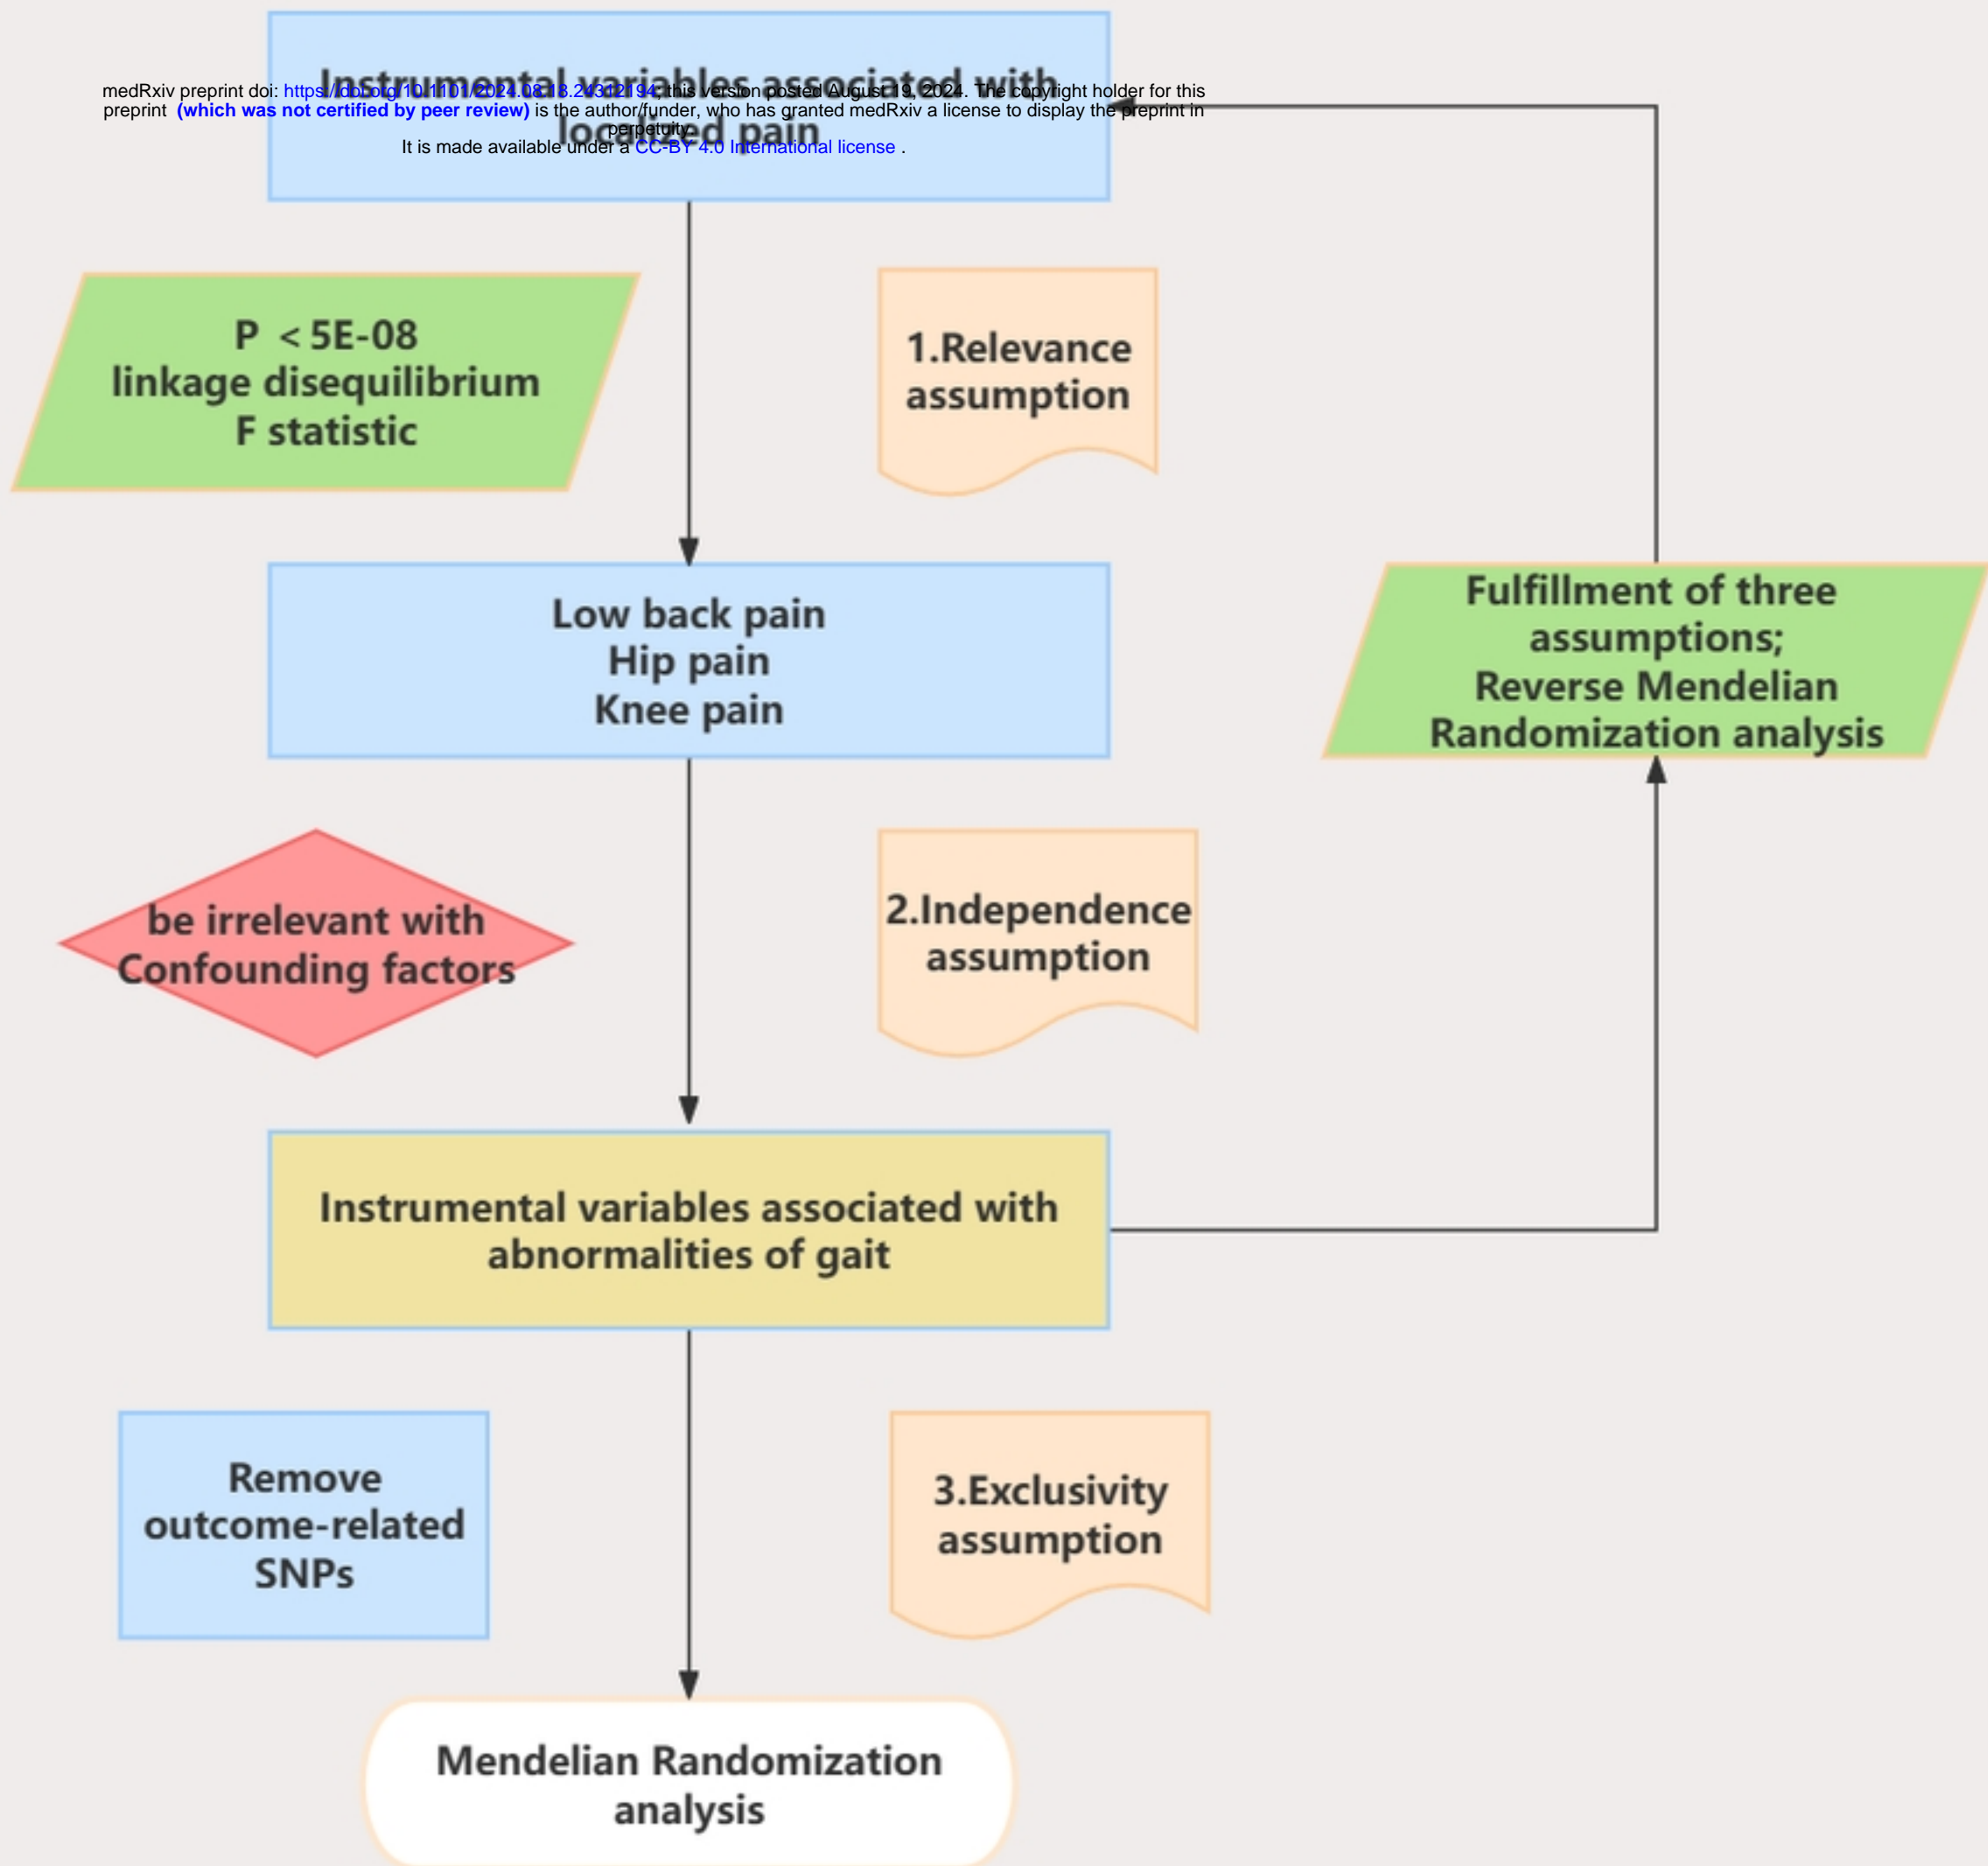 Instrumental variables associated with
localized pain
medRxiv preprint doi: https://doi.org/10.1101/2024.08.18.24312194; this version posted August 19, 2024. The copyright holder for this
preprint (which was not certified by peer review) is the author/funder, who has granted medRxiv a license to display the preprint in
perpetuity.
It is made available under a CC-BY 4.0 International license .
P < 5E-08
linkage disequilibrium
F statistic
1.Relevance
assumption
Low back pain
Hip pain
Knee pain
Fulfillment of three
assumptions;
Reverse Mendelian
Randomization analysis
be irrelevant with
Confounding factors
2.Independence
assumption
Instrumental variables associated with
abnormalities of gait
Remove
outcome-related
SNPs
3.Exclusivity
assumption
Mendelian Randomization
analysis